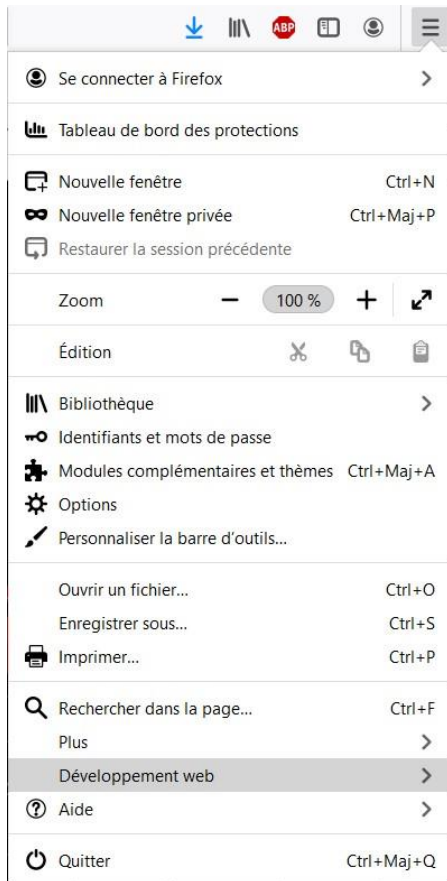 ABP
Se connecter à Firefox
Tableau de bord des protections
Nouvelle fenêtre Ctrl+N
Nouvelle fenêtre privée Ctrl+Maj+P
Restaurer la session précédente
Zoom 100 %
Édition
Bibliothèque
Identifiants et mots de passe
Modules complémentaires et thèmes Ctrl+Maj+A
Options
Personnaliser la barre d’outils...
Ouvrir un fichier... Ctrl+O
Enregistrer sous... Ctrl+S
Imprimer... Ctrl+P
Rechercher dans la page... Ctrl+F
Plus
Développement web
Aide
Quitter Ctrl+Maj+Q